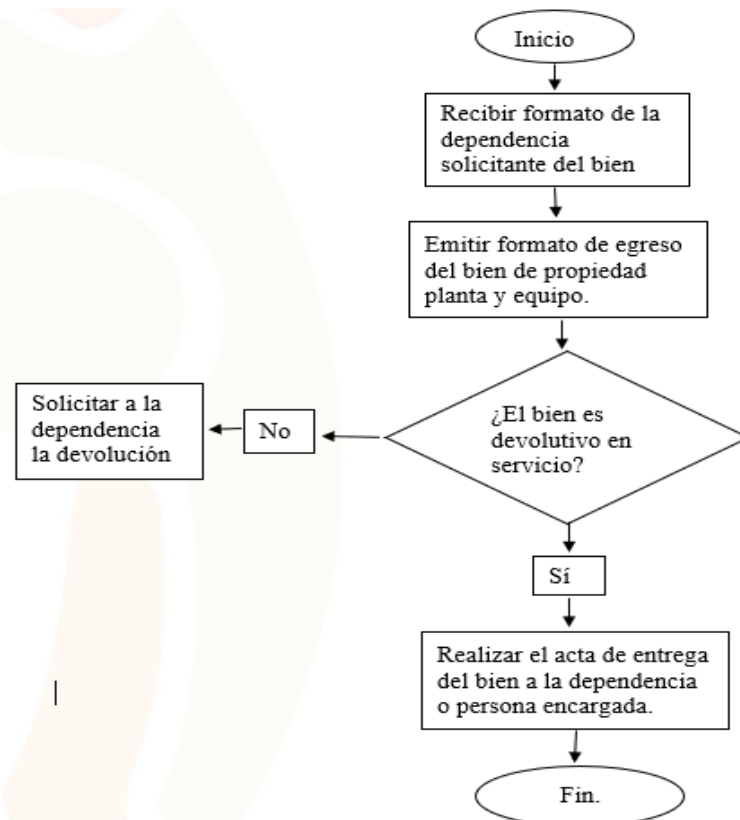 Inicio
Recibir formato de la
dependencia
solicitante del bien
Emitir formato de egreso
del bien de propiedad
planta y equipo.
¿El bien es
devolutivo en
servicio?
No
Solicitar a la
dependencia
la devolución
Sí
Realizar el acta de entrega
del bien a la dependencia
o persona encargada.
Fin.